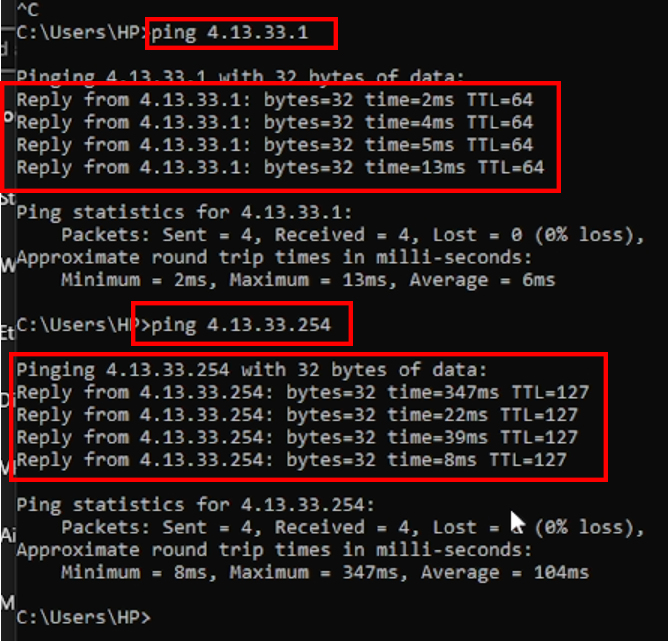 ^C
C:\Users\HP>ping 4.13.33.1
Pinging 4.13.33.1 with 32 bytes of data:
Reply from 4.13.33.1: bytes=32 time=2ms TTL=64
Reply from 4.13.33.1: bytes=32 time=4ms TTL=64
Reply from 4.13.33.1: bytes=32 time=5ms TTL=64
Reply from 4.13.33.1: bytes=32 time=13ms TTL=64
Ping statistics for 4.13.33.1:
Packets: Sent = 4, Received = 4, Lost = 0 (0% loss),
Approximate round trip times in milli-seconds:
Minimum = 2ms, Maximum = 13ms, Average = 6ms
C:\Users\HP>ping 4.13.33.254
Pinging 4.13.33.254 with 32 bytes of data:
Reply from 4.13.33.254: bytes=32 time=347ms TTL=127
Reply from 4.13.33.254: bytes=32 time=22ms TTL=127
Reply from 4.13.33.254: bytes=32 time=39ms TTL=127
Reply from 4.13.33.254: bytes=32 time=8ms TTL=127
Ping statistics for 4.13.33.254:
Packets: Sent = 4, Received = 4, Lost = (0% loss),
Approximate round trip times in milli-seconds:
Minimum = 8ms, Maximum = 347ms, Average = 104ms
C:\Users\HP>